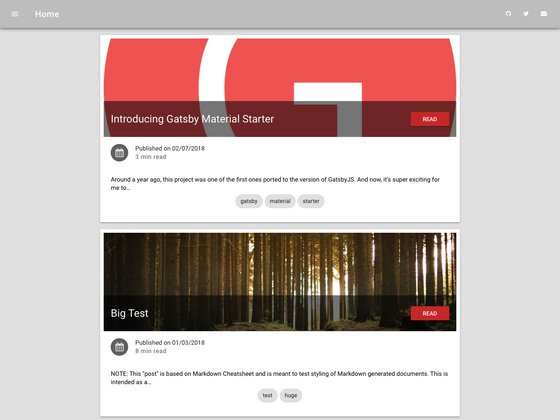 Home
Introducing Gatsby Material Starter
READ
Published on 02/07/2018
3 min read
Around a year ago, this project was one of the first ones ported to the version of GatsbyJS. And now, it's super exciting for
me to…
gatsby material starter
Big Test
READ
Published on 01/03/2018
8 min read
NOTE: This "post" is based on Markdown Cheatsheet and is meant to test styling of Markdown generated documents. This is
intended as a…
test huge